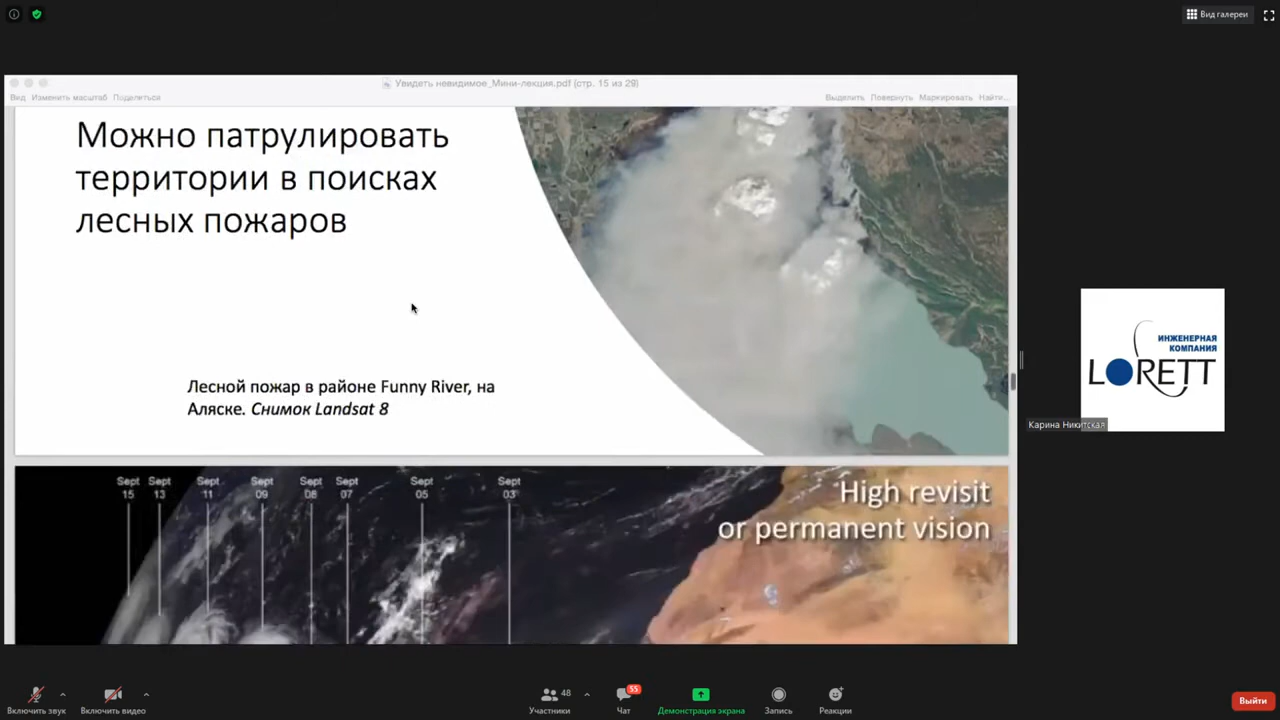 Вид галереи
Увидеть невидимое_Мини-лекция.pdf (стр. 15 из 29)
Вид Изменить масштаб Поделиться
Выделить Повернуть Маркировать Найти...
Можно патрулировать
территории в поисках
лесных пожаров
Лесной пожар в районе Funny River, на
Аляске. Снимок Landsat 8
ИНЖЕНЕРНАЯ
КОМПАНИЯ
LORETT
Карина Никитская
Sept Sept Sept Sept Sept Sept Sept Sept
15 13 11 09 08 07 05 03
High revisit
or permanent vision
48
55
Включить звук Включить видео Участники Чат Демонстрация экрана Запись Реакции
Выйти